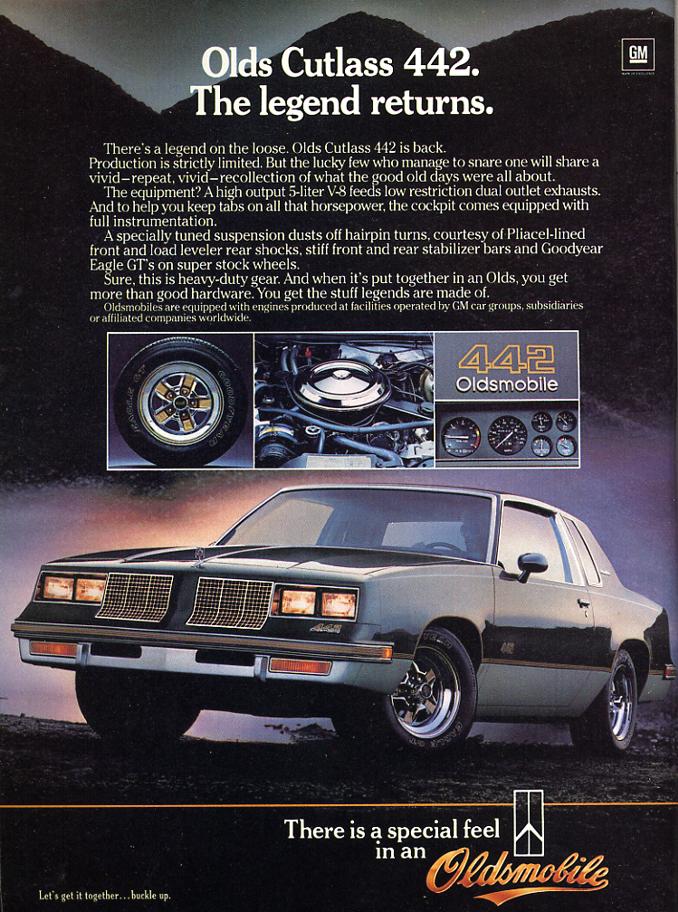 Olds Cutlass 442.
The legend returns.
GM
MARK OF EXCELLENCE
There's a legend on the loose. Olds Cutlass 442 is back.
Production is strictly limited. But the lucky few who manage to snare one will share a
vivid–repeat, vivid–recollection of what the good old days were all about.
The equipment? A high output 5-liter V-8 feeds low restriction dual outlet exhausts.
And to help you keep tabs on all that horsepower, the cockpit comes equipped with
full instrumentation.
A specially tuned suspension dusts off hairpin turns, courtesy of Pliacel-lined
front and load leveler rear shocks, stiff front and rear stabilizer bars and Goodyear
Eagle GT's on super stock wheels.
Sure, this is heavy-duty gear. And when it's put together in an Olds, you get
more than good hardware. You get the stuff legends are made of.
Oldsmobiles are equipped with engines produced at facilities operated by GM car groups, subsidiaries
or affiliated companies worldwide.
EAGLE GT GOODYEAR
442
Oldsmobile
442
442
There is a special feel
in an
Oldsmobile
Let's get it together...buckle up.